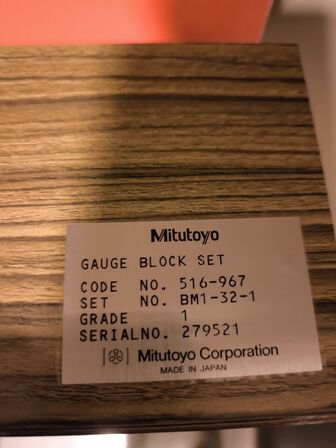 Mitutoyo
GAUGE BLOCK SET
CODE NO. 516-967
SET NO. BM1-32-1
GRADE 1
SERIALNO. 279521
Mitutoyo Corporation
MADE IN JAPAN